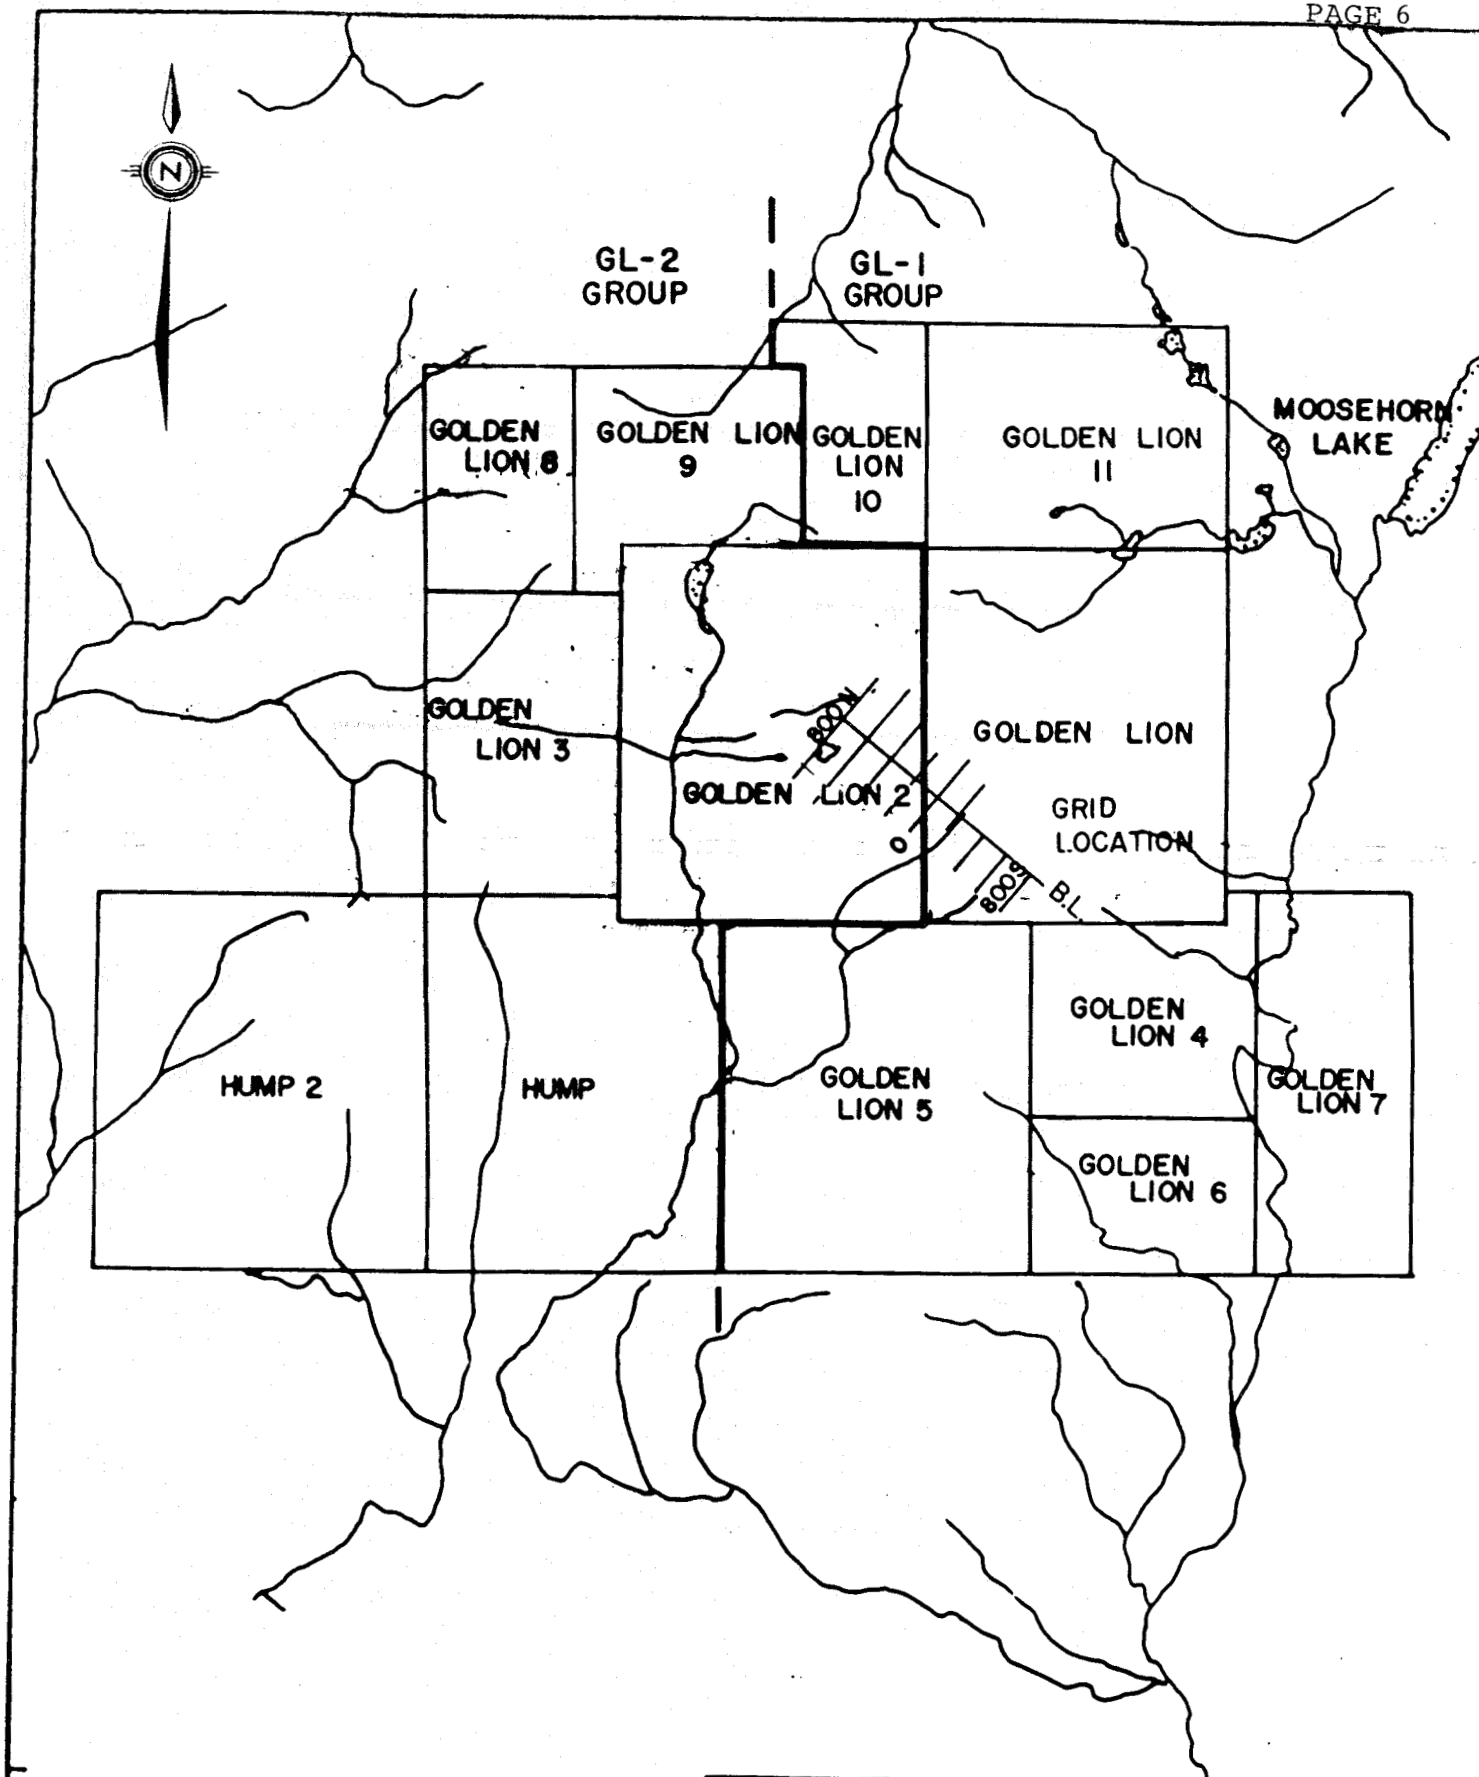 PAGE 6
N
GL-2
GROUP
GL-1
GROUP
GOLDEN
LION 8
GOLDEN LION
9
GOLDEN
LION
10
GOLDEN LION
11
MOOSEHORN
LAKE
GOLDEN
LION 3
800N
GOLDEN LION 2
GOLDEN LION
GRID
LOCATION
0
800S
B.L.
HUMP 2
HUMP
GOLDEN
LION 5
GOLDEN
LION 4
GOLDEN
LION 7
GOLDEN
LION 6